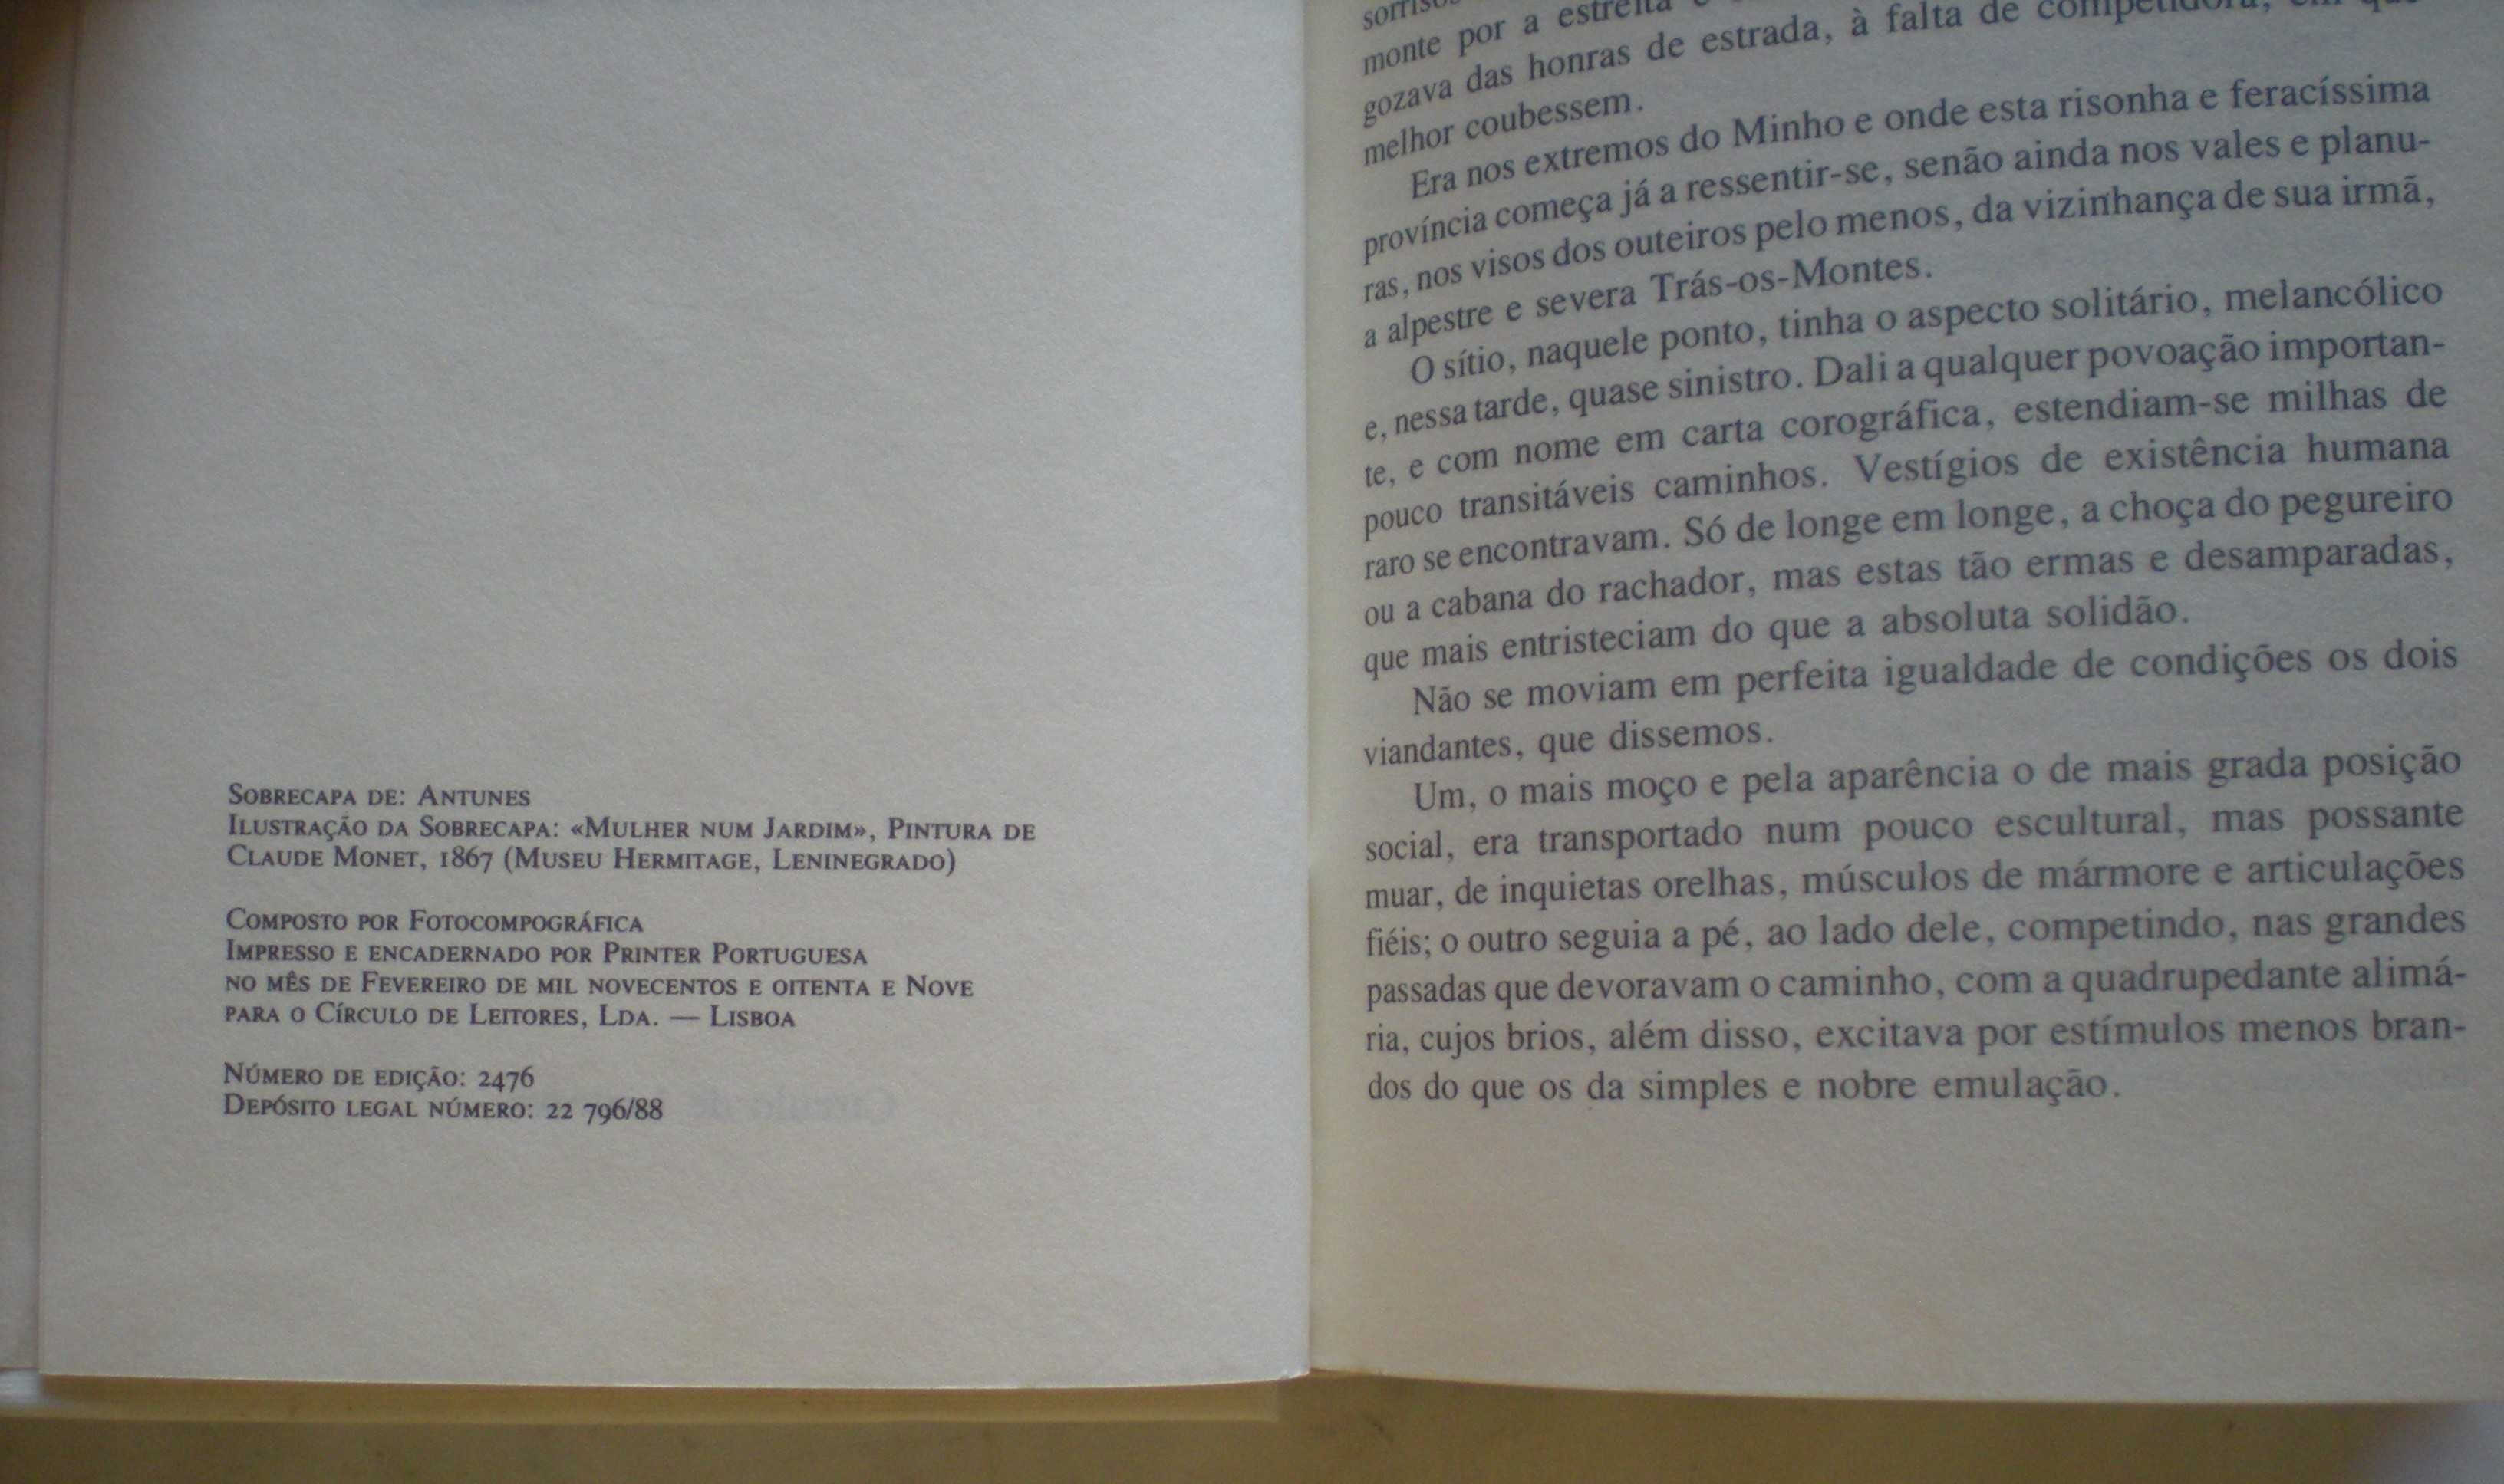 SOBRECAPA DE: ANTUNES
ILUSTRAÇÃO DA SOBRECAPA: «MULHER NUM JARDIM», PINTURA DE
CLAUDE MONET, 1867 (MUSEU HERMITAGE, LENINEGRADO)
COMPOSTO POR FOTOCOMPOGRÁFICA
IMPRESSO E ENCADERNADO POR PRINTER PORTUGUESA
NO MÊS DE FEVEREIRO DE MIL NOVECENTOS E OITENTA E NOVE
PARA O CÍRCULO DE LEITORES, LDA. — LISBOA
NÚMERO DE EDIÇÃO: 2476
DEPÓSITO LEGAL NÚMERO: 22 796/88
monte por a estreita
gozava das honras de estrada, à falta de competidora, em que
melhor coubessem.
Era nos extremos do Minho e onde esta risonha e feracíssima
província começa já a ressentir-se, senão ainda nos vales e planu-
ras, nos visos dos outeiros pelo menos, da vizinhança de sua irmã,
a alpestre e severa Trás-os-Montes.
O sítio, naquele ponto, tinha o aspecto solitário, melancólico
e, nessa tarde, quase sinistro. Dali a qualquer povoação importan-
te, e com nome em carta corográfica, estendiam-se milhas de
pouco transitáveis caminhos. Vestígios de existência humana
raro se encontravam. Só de longe em longe, a choça do pegureiro
ou a cabana do rachador, mas estas tão ermas e desamparadas,
que mais entristeciam do que a absoluta solidão.
Não se moviam em perfeita igualdade de condições os dois
viandantes, que dissemos.
Um, o mais moço e pela aparência o de mais grada posição
social, era transportado num pouco escultural, mas possante
muar, de inquietas orelhas, músculos de mármore e articulações
fiéis; o outro seguia a pé, ao lado dele, competindo, nas grandes
passadas que devoravam o caminho, com a quadrupedante alimá-
ria, cujos brios, além disso, excitava por estímulos menos bran-
dos do que os da simples e nobre emulação.